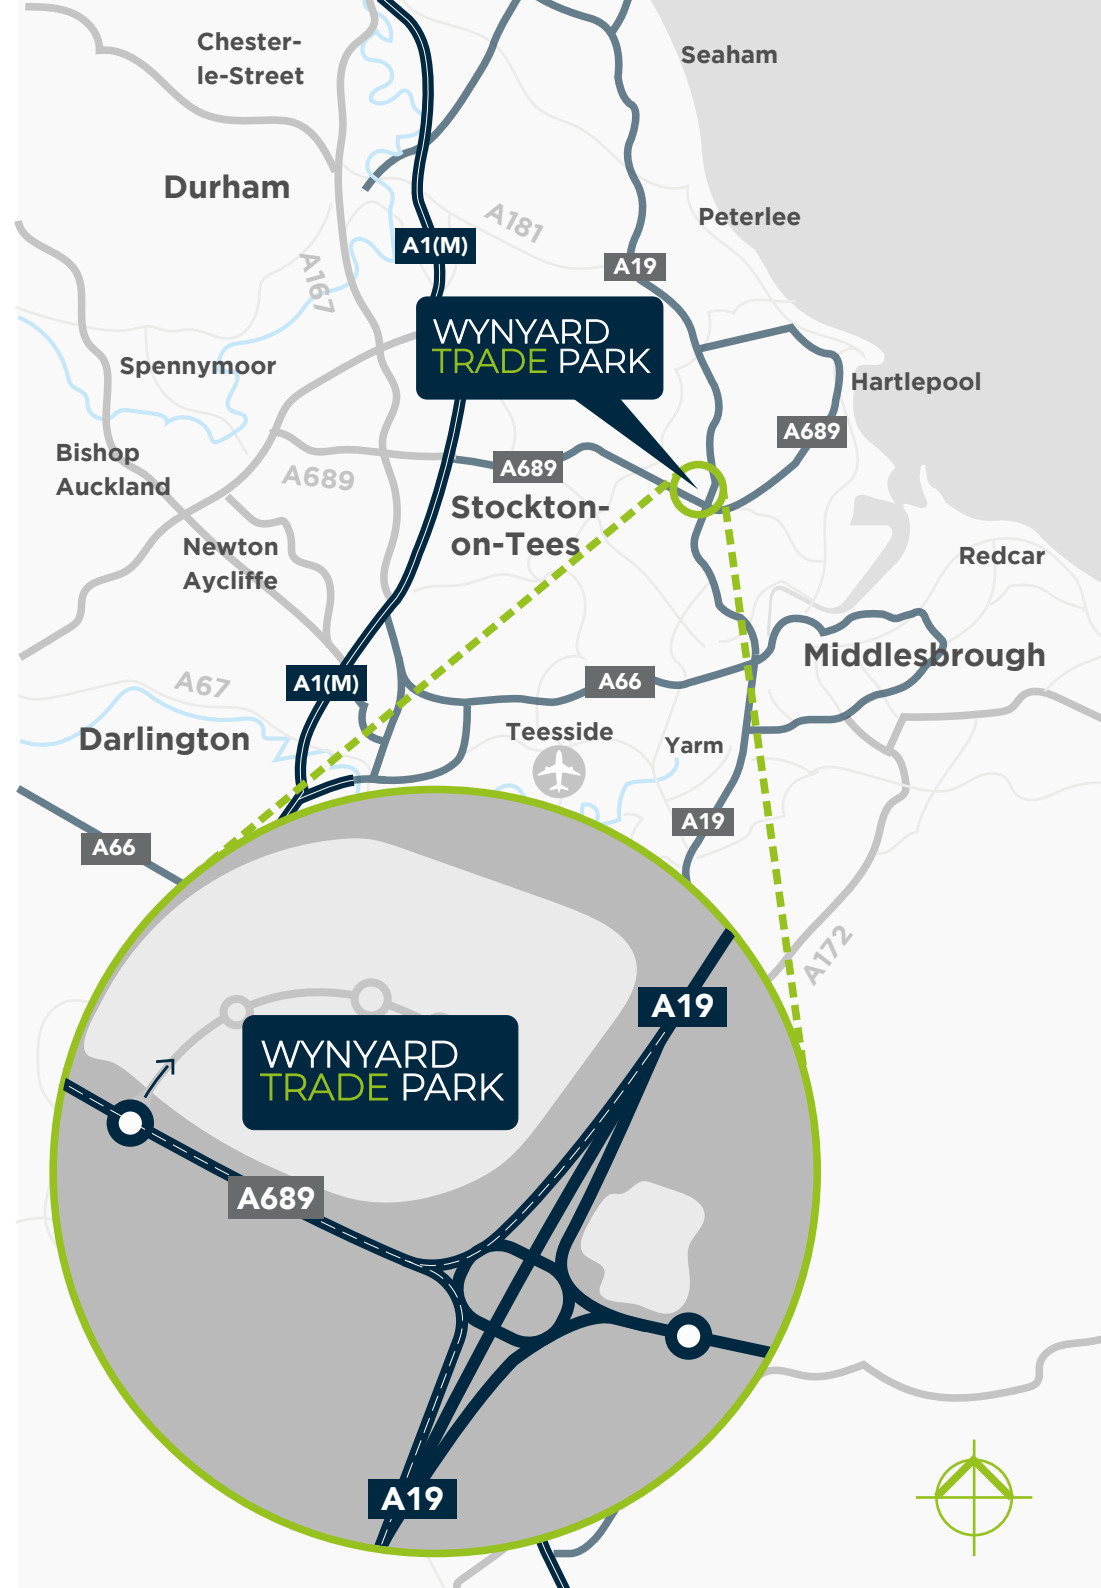 Chester-
le-Street
Seaham
Durham
Peterlee
A181
A1(M)
A19
A167
WYNYARD
TRADE PARK
Spennymoor
Hartlepool
A689
Bishop
Auckland
A689
A689
Stockton-
on-Tees
Newton
Aycliffe
Redcar
Middlesbrough
A1(M)
A66
A67
Darlington
Teesside
Yarm
A19
A66
A172
A19
WYNYARD
TRADE PARK
A689
A19